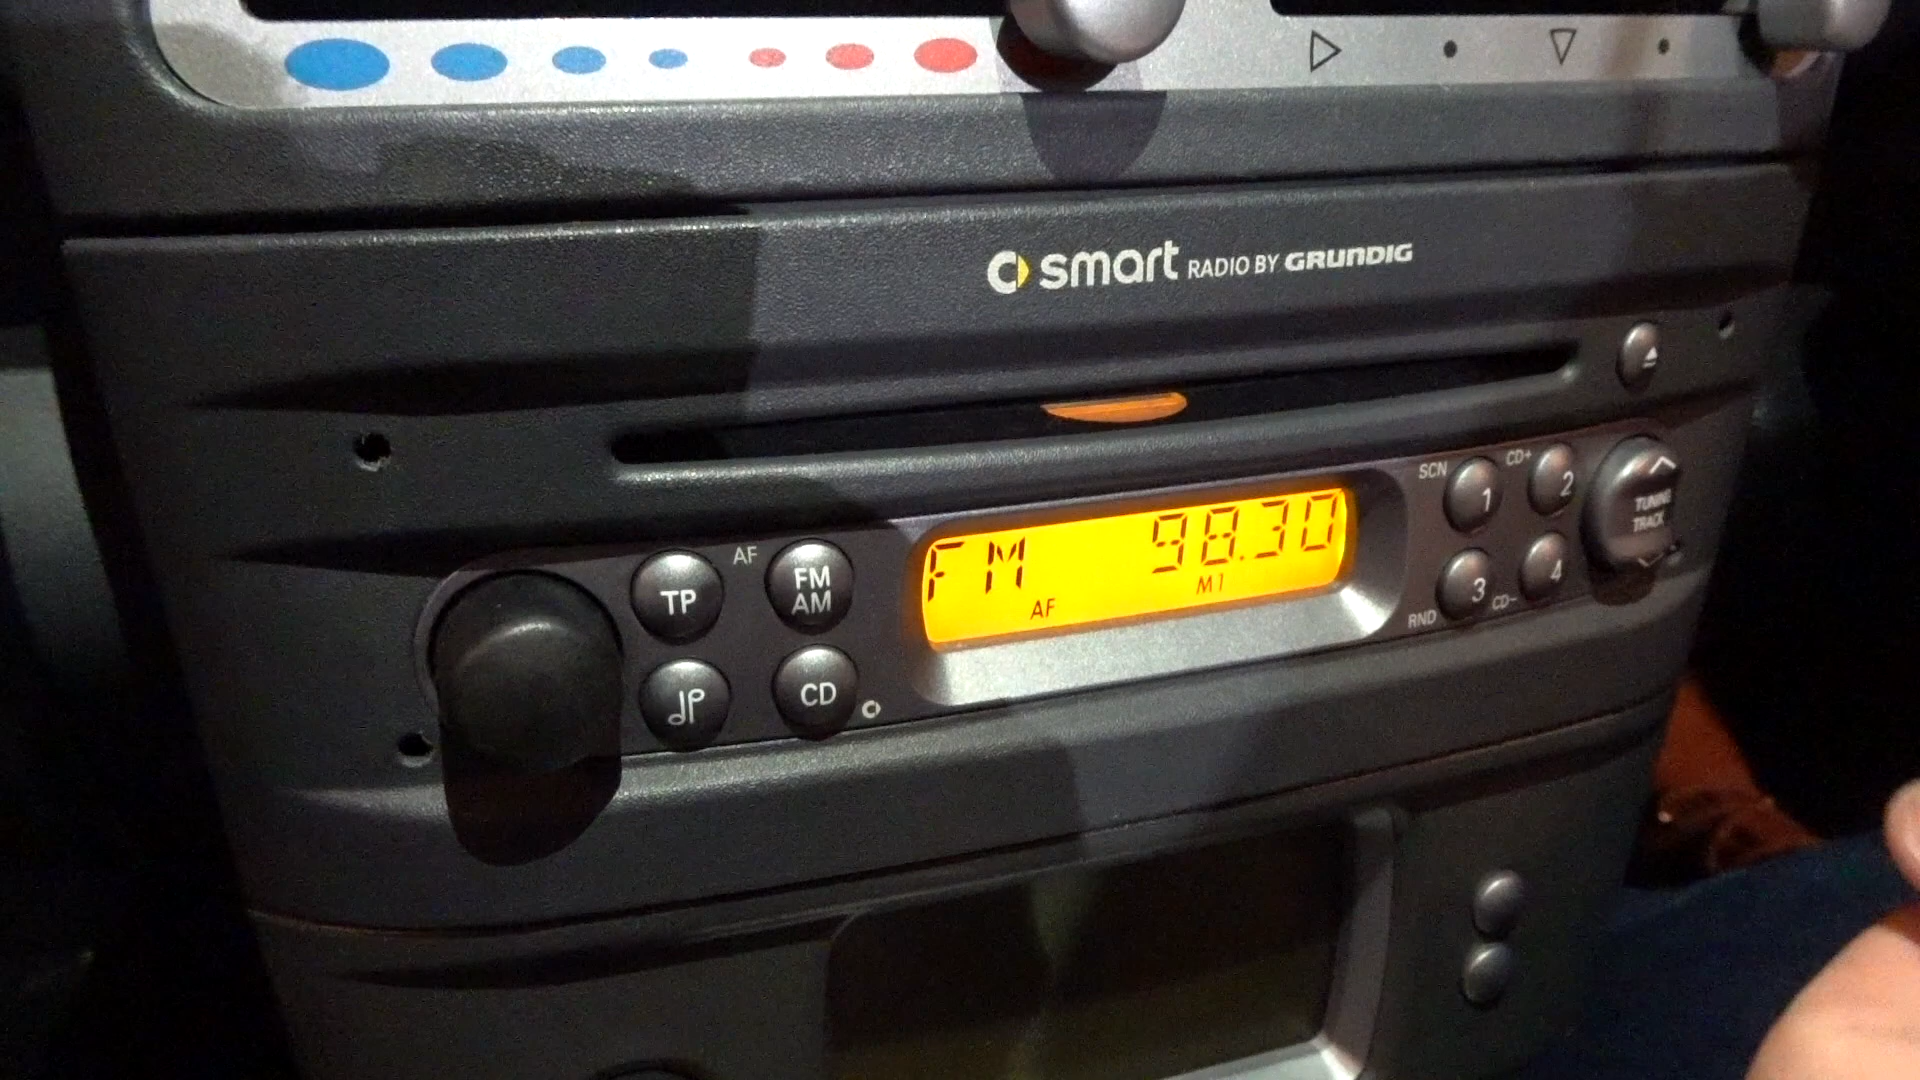 smart RADIO BY GRUNDIG
SCN
1
CD+
2
TUNING
TRACK
TP
AF
FM
AM
FM 98.30
AF M1
RND
3
CD-
4
CD